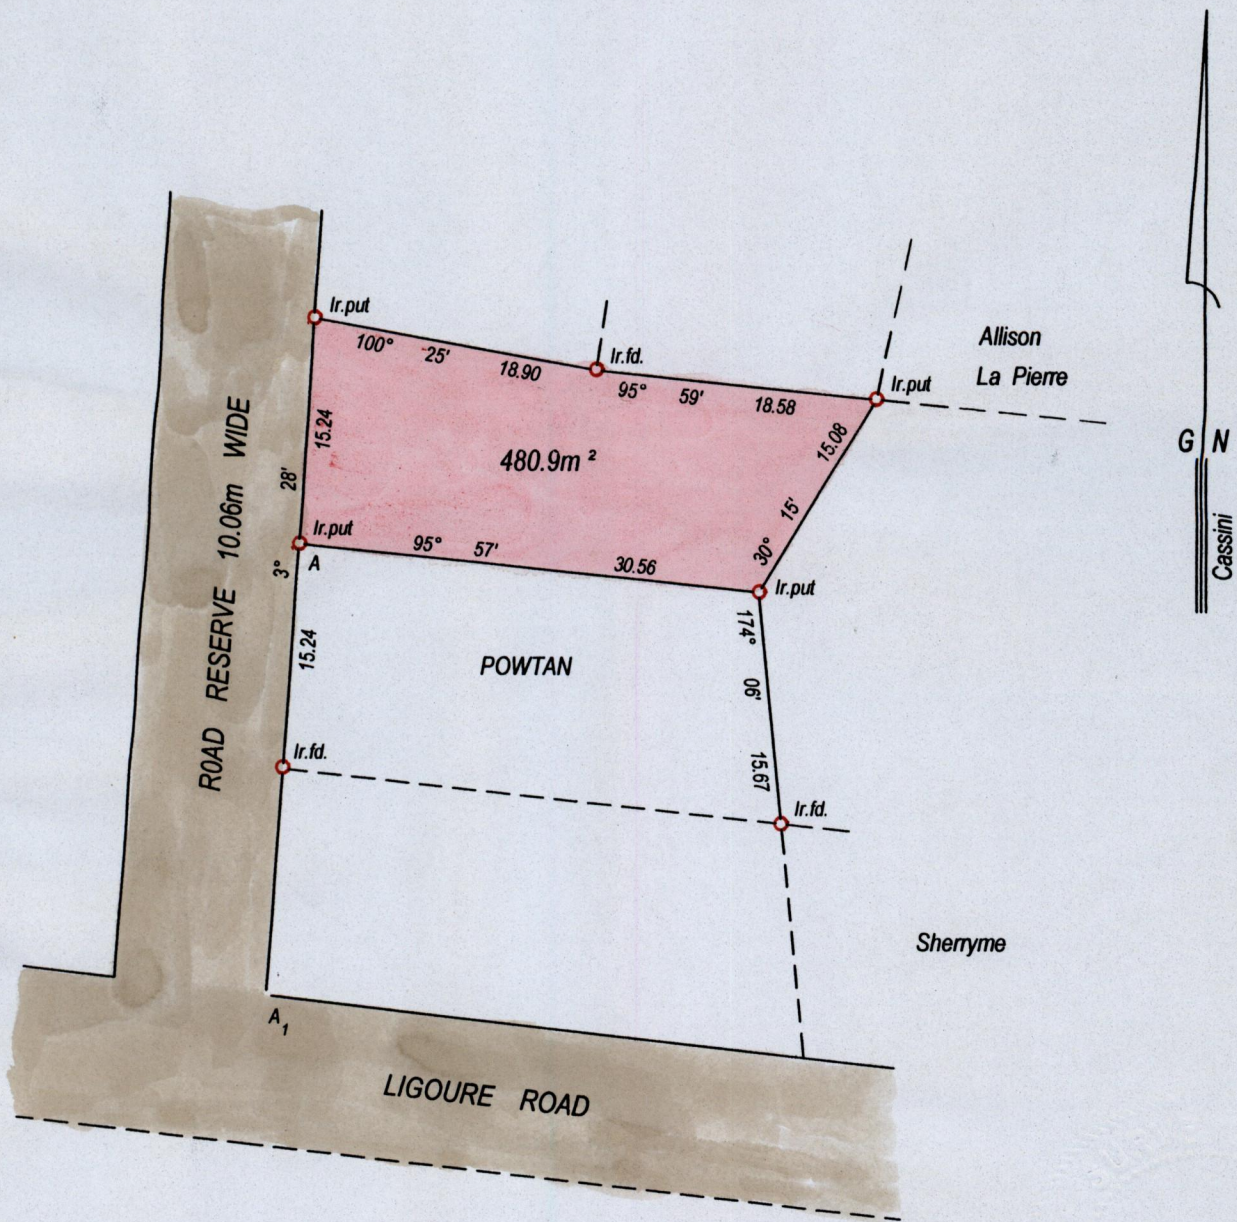 Ir.put
100° 25' 18.90
Ir.fd.
95° 59' 18.58
Ir.put
Allison
La Pierre
G N
Cassini
15.24
28'
3°
480.9m ²
15.08
15'
30°
Ir.put
A
95° 57' 30.56
Ir.put
ROAD RESERVE 10.06m WIDE
15.24
POWTAN
174° 06' 15.67
Ir.fd.
Ir.fd.
Sherryme
A₁
LIGOURE ROAD